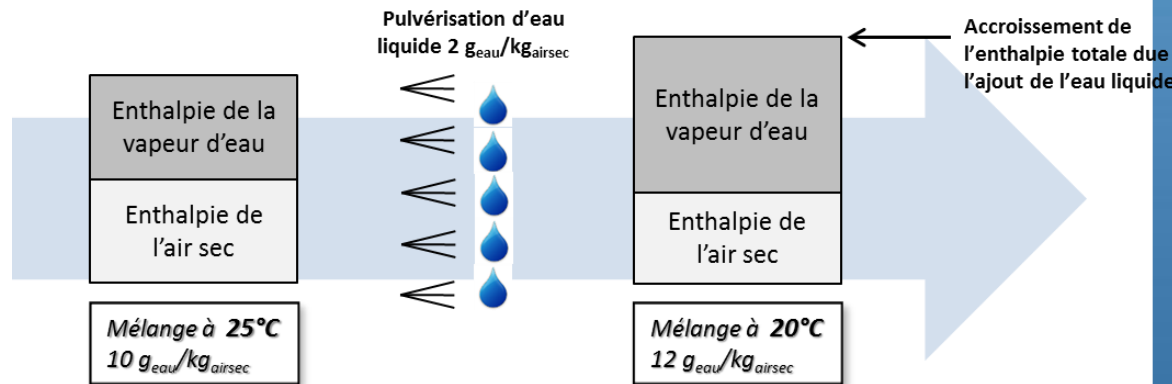 Pulvérisation d'eau
liquide 2 geau/kgairsec
Accroissement de
l'enthalpie totale due
l'ajout de l'eau liquide
Enthalpie de la
vapeur d'eau
Enthalpie de
l'air sec
Enthalpie de la
vapeur d'eau
Enthalpie de
l'air sec
Mélange à 25°C
10 geau/kgairsec
Mélange à 20°C
12 geau/kgairsec